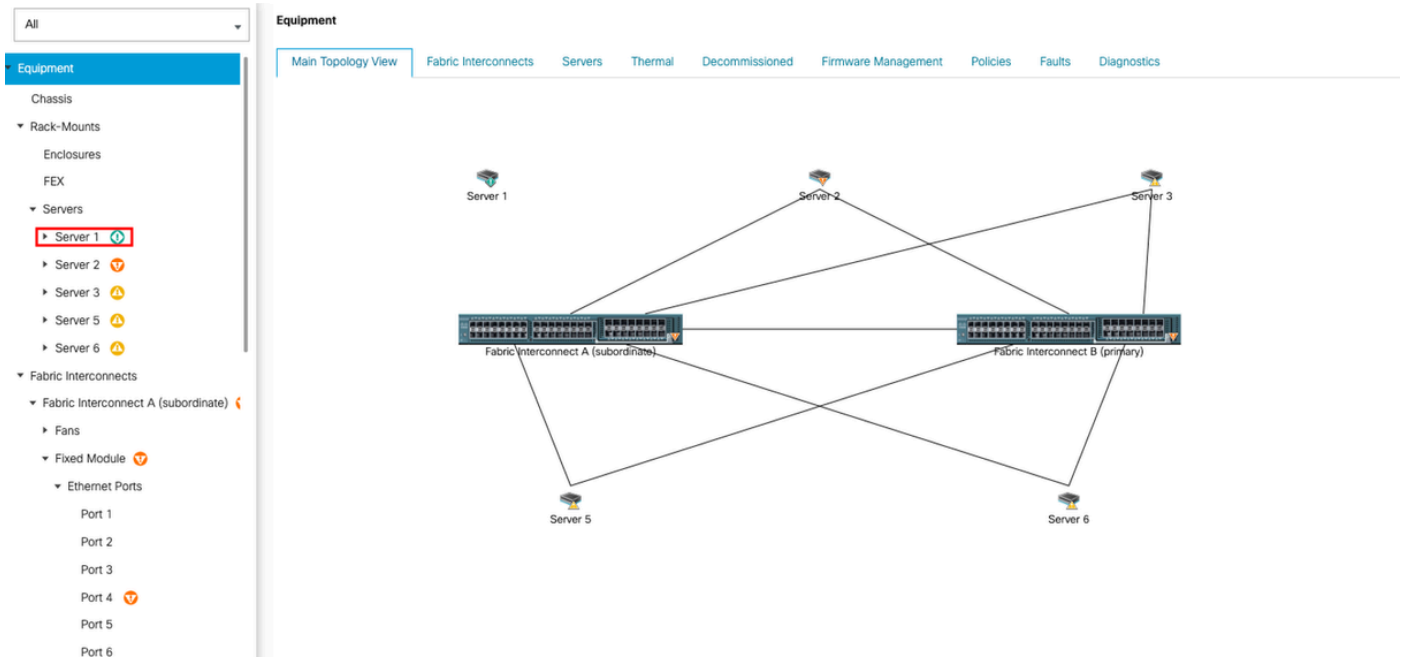 All
Equipment
Chassis
Rack-Mounts
Enclosures
FEX
Servers
Server 1
Server 2
Server 3
Server 5
Server 6
Fabric Interconnects
Fabric Interconnect A (subordinate)
Fans
Fixed Module
Ethernet Ports
Port 1
Port 2
Port 3
Port 4
Port 5
Port 6
Equipment
Main Topology View Fabric Interconnects Servers Thermal Decommissioned Firmware Management Policies Faults Diagnostics
Server 1 Server 2 Server 3
Fabric Interconnect A (subordinate) Fabric Interconnect B (primary)
Server 5 Server 6